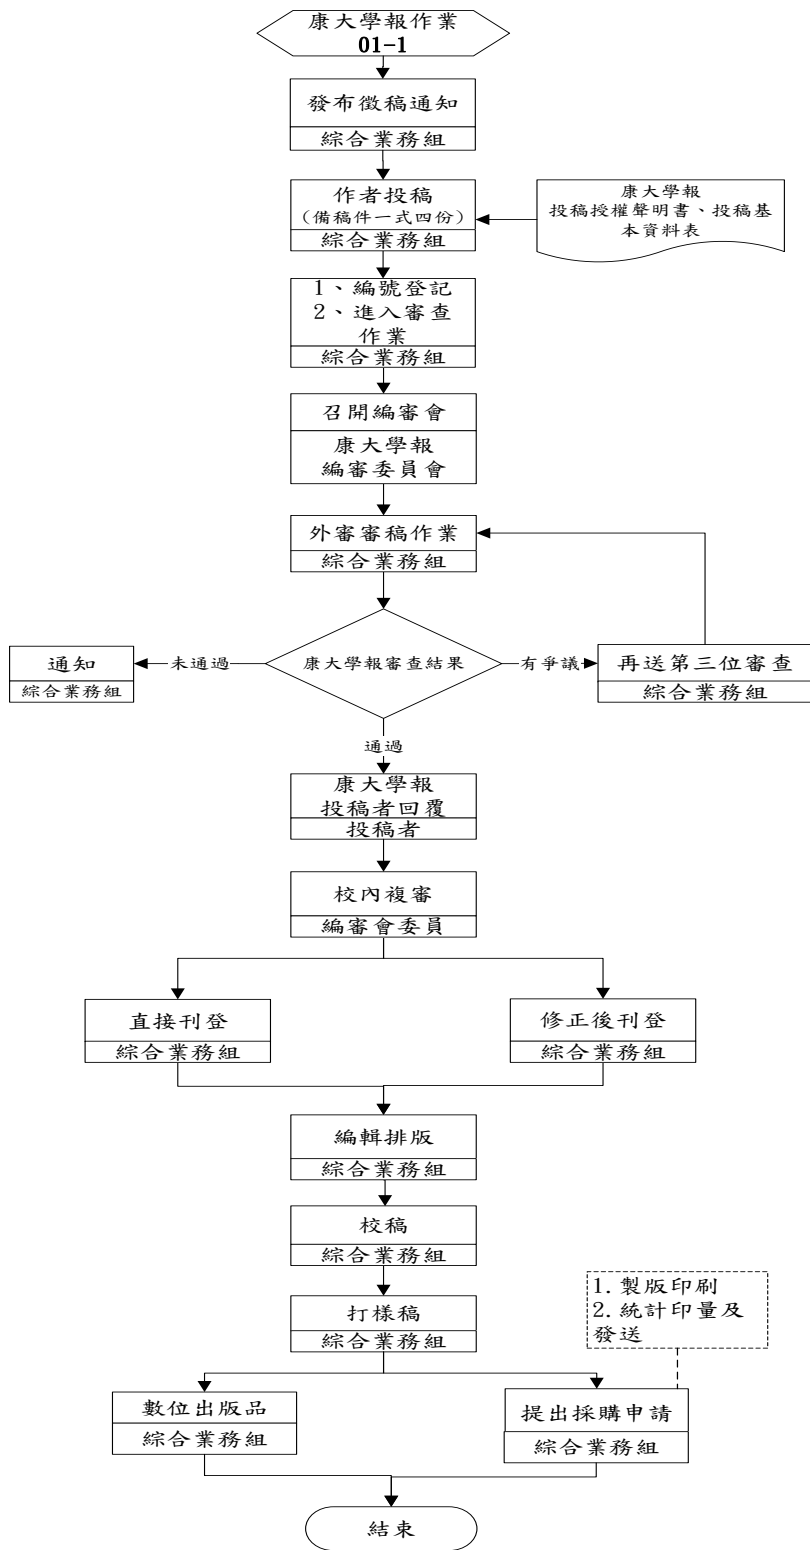 康大學報作業
01-1
發布徵稿通知
綜合業務組
作者投稿
（備稿件一式四份）
綜合業務組
康大學報
投稿授權聲明書、投稿基
本資料表
1、編號登記
2、進入審查
作業
綜合業務組
召開編審會
康大學報
編審委員會
外審審稿作業
綜合業務組
通知
綜合業務組
未通過
康大學報審查結果
有爭議
再送第三位審查
綜合業務組
通過
康大學報
投稿者回覆
投稿者
校內複審
編審會委員
直接刊登
綜合業務組
修正後刊登
綜合業務組
編輯排版
綜合業務組
校稿
綜合業務組
1. 製版印刷
2. 統計印量及
發送
打樣稿
綜合業務組
數位出版品
綜合業務組
提出採購申請
綜合業務組
結束